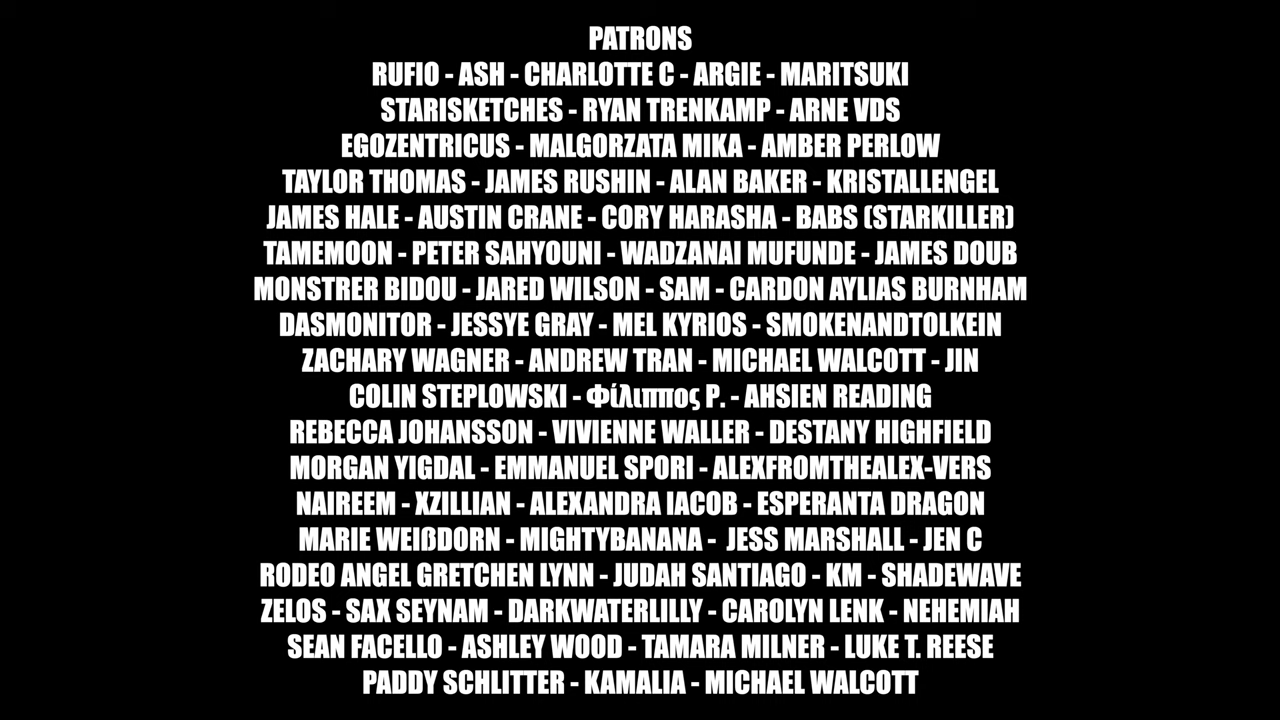 PATRONS
RUFIO - ASH - CHARLOTTE C - ARGIE - MARITSUKI
STARISKETCHES - RYAN TRENKAMP - ARNE VDS
EGOZENTRICUS - MALGORZATA MIKA - AMBER PERLOW
TAYLOR THOMAS - JAMES RUSHIN - ALAN BAKER - KRISTALLENGEL
JAMES HALE - AUSTIN CRANE - CORY HARASHA - BABS (STARKILLER)
TAMEMOON - PETER SAHYOUNI - WADZANAI MUFUNDE - JAMES DOUB
MONSTRER BIDOU - JARED WILSON - SAM - CARDON AYLIAS BURNHAM
DASMONITOR - JESSYE GRAY - MEL KYRIOS - SMOKENANDTOLKEIN
ZACHARY WAGNER - ANDREW TRAN - MICHAEL WALCOTT - JIN
COLIN STEPLOWSKI - Φίλιππος P. - AHSIEN READING
REBECCA JOHANSSON - VIVIENNE WALLER - DESTANY HIGHFIELD
MORGAN YIGDAL - EMMANUEL SPORI - ALEXFROMTHEALEX-VERS
NAIREEM - XZILLIAN - ALEXANDRA IACOB - ESPERANTA DRAGON
MARIE WEIßDORN - MIGHTYBANANA - JESS MARSHALL - JEN C
RODEO ANGEL GRETCHEN LYNN - JUDAH SANTIAGO - KM - SHADEWAVE
ZELOS - SAX SEYNAM - DARKWATERLILLY - CAROLYN LENK - NEHEMIAH
SEAN FACELLO - ASHLEY WOOD - TAMARA MILNER - LUKE T. REESE
PADDY SCHLITTER - KAMALIA - MICHAEL WALCOTT